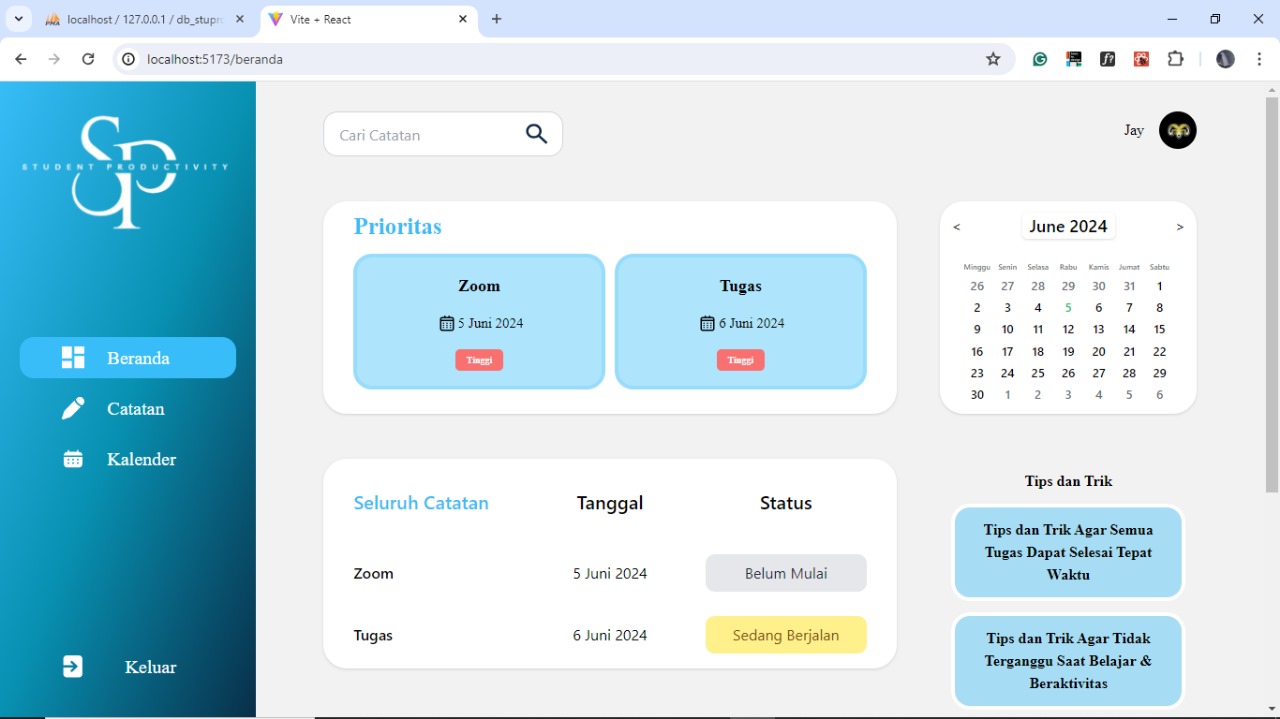 localhost / 127.0.0.1 / db_stupro
Vite + React
localhost:5173/beranda
STUDENT PRODUCTIVITY
Beranda
Catatan
Kalender
Keluar
Cari Catatan
Jay
Prioritas
Zoom
5 Juni 2024
Tinggi
Tugas
6 Juni 2024
Tinggi
< June 2024 >
Minggu Senin Selasa Rabu Kamis Jumat Sabtu
26 27 28 29 30 31 1
2 3 4 5 6 7 8
9 10 11 12 13 14 15
16 17 18 19 20 21 22
23 24 25 26 27 28 29
30 1 2 3 4 5 6
Seluruh Catatan Tanggal Status
Zoom 5 Juni 2024 Belum Mulai
Tugas 6 Juni 2024 Sedang Berjalan
Tips dan Trik
Tips dan Trik Agar Semua
Tugas Dapat Selesai Tepat
Waktu
Tips dan Trik Agar Tidak
Terganggu Saat Belajar &
Beraktivitas